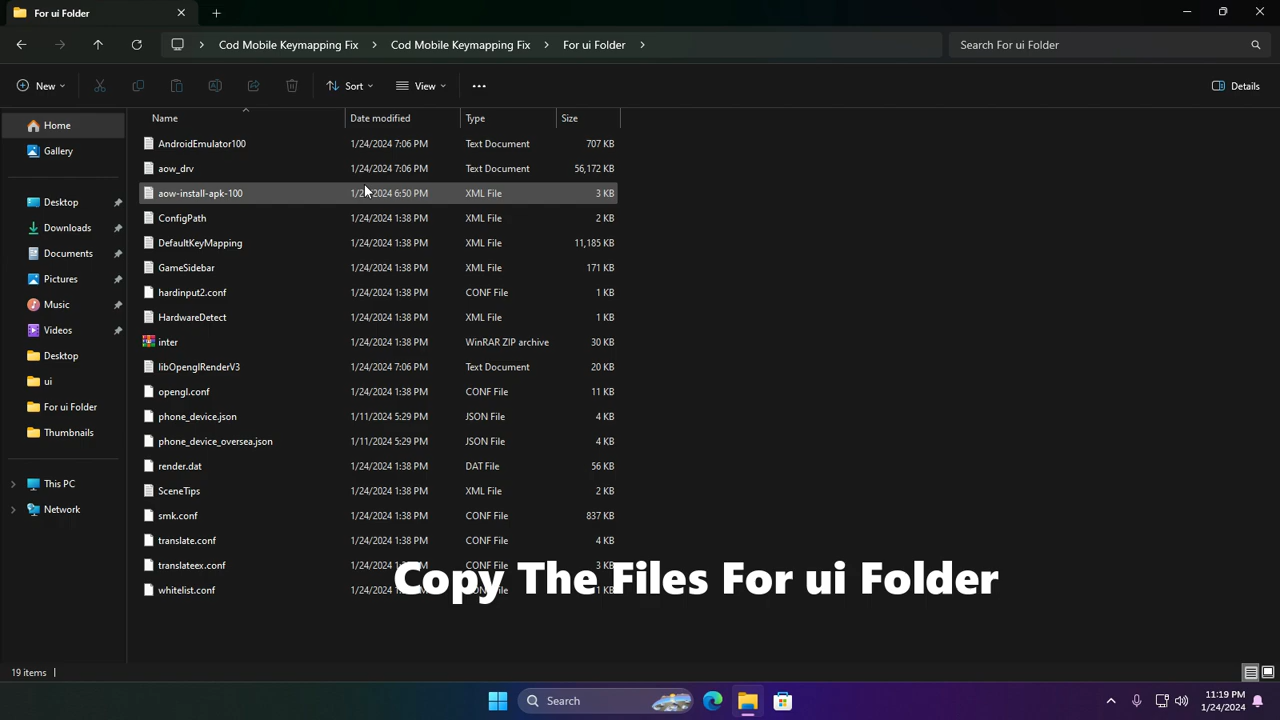 For ui Folder
Cod Mobile Keymapping Fix > Cod Mobile Keymapping Fix > For ui Folder >
Search For ui Folder
New
Sort
View
Details
Name Date modified Type Size
Home
Gallery
Desktop
Downloads
Documents
Pictures
Music
Videos
Desktop
ui
For ui Folder
Thumbnails
This PC
Network
AndroidEmulator100 1/24/2024 7:06 PM Text Document 707 KB
aow_drv 1/24/2024 7:06 PM Text Document 56,172 KB
aow-install-apk-100 6:50 PM XML File 3 KB
ConfigPath 1/24/2024 1:38 PM XML File 2 KB
DefaultKeyMapping 1/24/2024 1:38 PM XML File 11,185 KB
GameSidebar 1/24/2024 1:38 PM XML File 171 KB
hardinput2.conf 1/24/2024 1:38 PM CONF File 1 KB
HardwareDetect 1/24/2024 1:38 PM XML File 1 KB
inter 1/24/2024 1:38 PM WinRAR ZIP archive 30 KB
libOpenglRenderV3 1/24/2024 7:06 PM Text Document 20 KB
opengl.conf 1/24/2024 1:38 PM CONF File 11 KB
phone_device.json 1/11/2024 5:29 PM JSON File 4 KB
phone_device_oversea.json 1/11/2024 5:29 PM JSON File 4 KB
render.dat 1/24/2024 1:38 PM DAT File 56 KB
SceneTips 1/24/2024 1:38 PM XML File 2 KB
smk.conf 1/24/2024 1:38 PM CONF File 837 KB
translate.conf 1/24/2024 1:38 PM CONF File 4 KB
translateex.conf 3 KB
whitelist.conf 1 KB
Copy The Files For ui Folder
19 items
Search
11:19 PM
1/24/2024